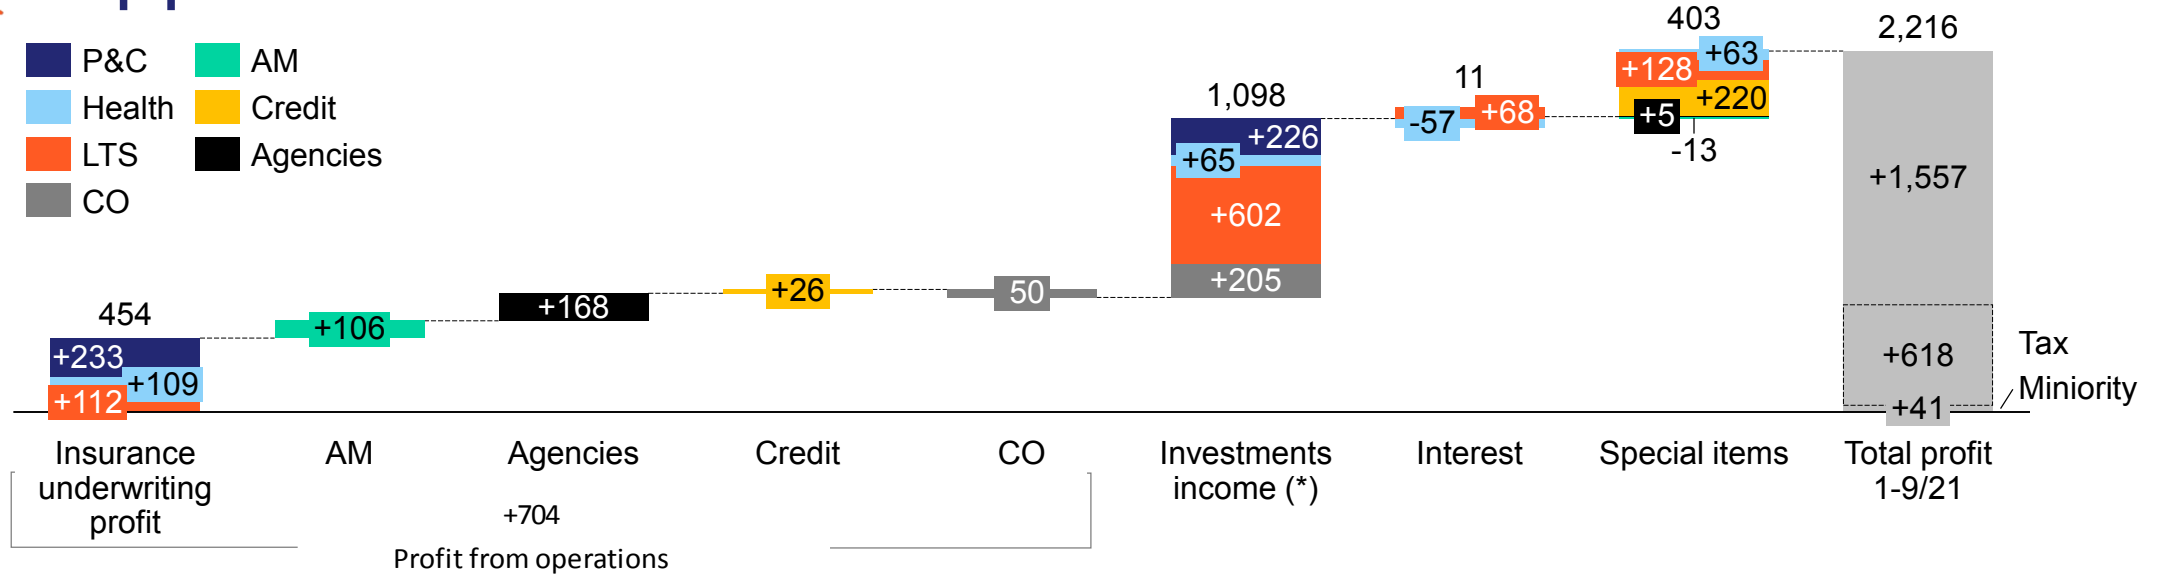 P&C
AM
Health
Credit
LTS
Agencies
CO
454
+233
+109
+112
+106
+168
+26
50
1,098
+226
+65
+602
+205
11
-57
+68
403
+63
+128
+220
+5
-13
2,216
+1,557
+618
+41
Tax
Miniority
Insurance
underwriting
profit
AM
Agencies
Credit
CO
Investments
income (*)
Interest
Special items
Total profit
1-9/21
+704
Profit from operations